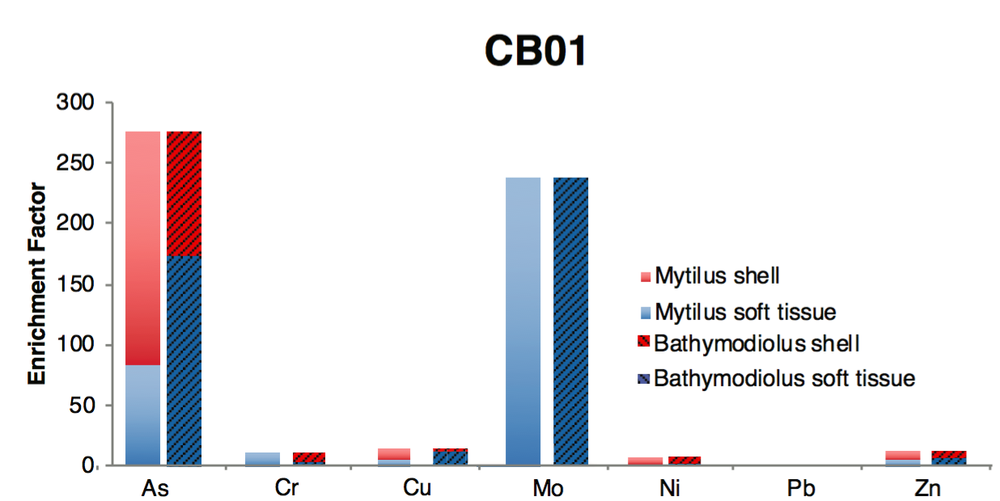 CB01
Enrichment Factor
300
250
200
150
100
50
0
As Cr Cu Mo Ni Pb Zn
Mytilus shell
Mytilus soft tissue
Bathymodiolus shell
Bathymodiolus soft tissue